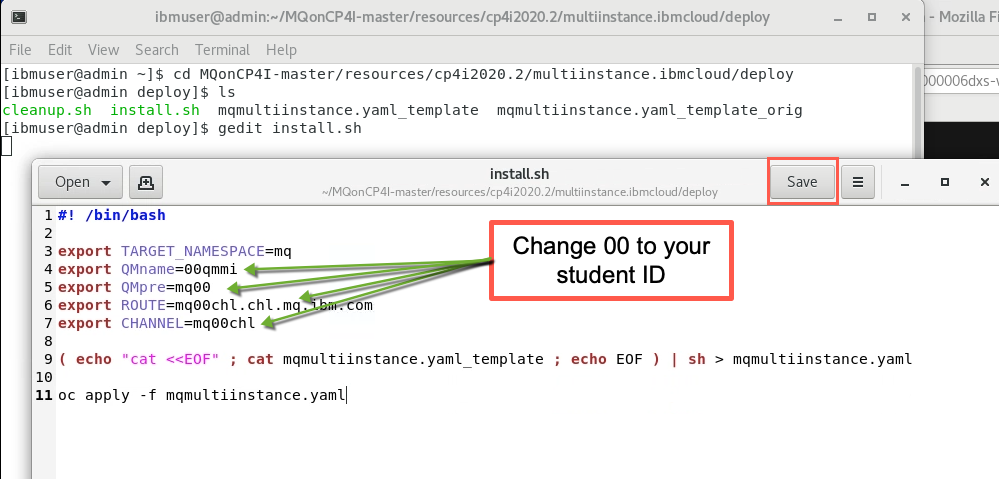 ibmuser@admin:~/MQonCP4I-master/resources/cp4i2020.2/multiinstance.ibmcloud/deploy
- Mozilla Fi
File Edit View Search Terminal Help
[ibmuser@admin ~]$ cd MQonCP4I-master/resources/cp4i2020.2/multiinstance.ibmcloud/deploy
[ibmuser@admin deploy]$ ls
000006dxs-v
cleanup.sh install.sh mqmultiinstance.yaml_template mqmultiinstance.yaml_template_orig
[ibmuser@admin deploy]$ gedit install.sh
Open
install.sh
~/MQonCP4I-master/resources/cp4i2020.2/multiinstance.ibmcloud/deploy
Save
1 #! /bin/bash
2
3 export TARGET_NAMESPACE=mq
4 export QMname=00qmmi
5 export QMpre=mq00
6 export ROUTE=mq00chl.chl.mq.ibm.com
7 export CHANNEL=mq00chl
8
9 ( echo "cat <<EOF" ; cat mqmultiinstance.yaml_template ; echo EOF ) | sh > mqmultiinstance.yaml
10
11 oc apply -f mqmultiinstance.yaml
Change 00 to your
student ID